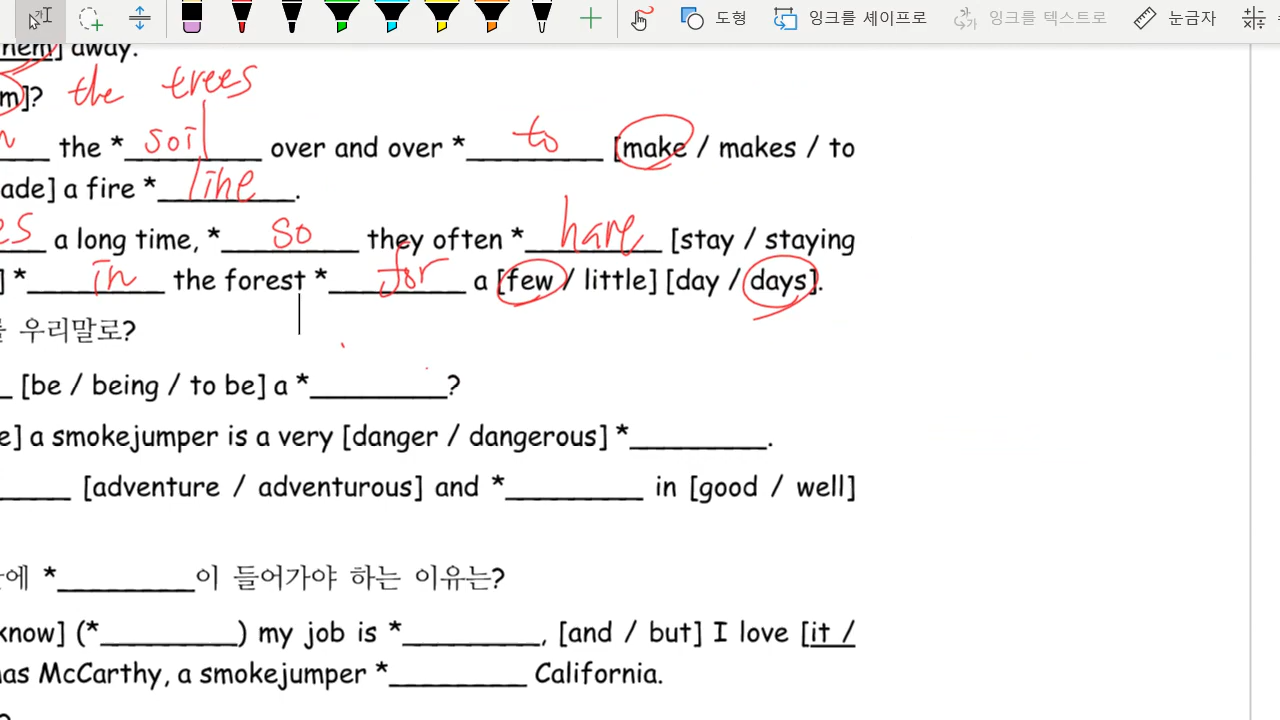 도형 잉크를 셰이프로 잉크를 텍스트로 눈금자
hem] away.
m]? the trees
the * soil over and over * to [make / makes / to
ade] a fire * line.
es a long time, * so they often * have [stay / staying
] * in the forest * for a [few / little] [day / days].
를 우리말로?
_ [be / being / to be] a *_________?
e] a smokejumper is a very [danger / dangerous] *_________.
_____ [adventure / adventurous] and *_________ in [good / well]
간에 *_________이 들어가야 하는 이유는?
know] (*_________) my job is *_________, [and / but] I love [it /
mas McCarthy, a smokejumper *_________ California.